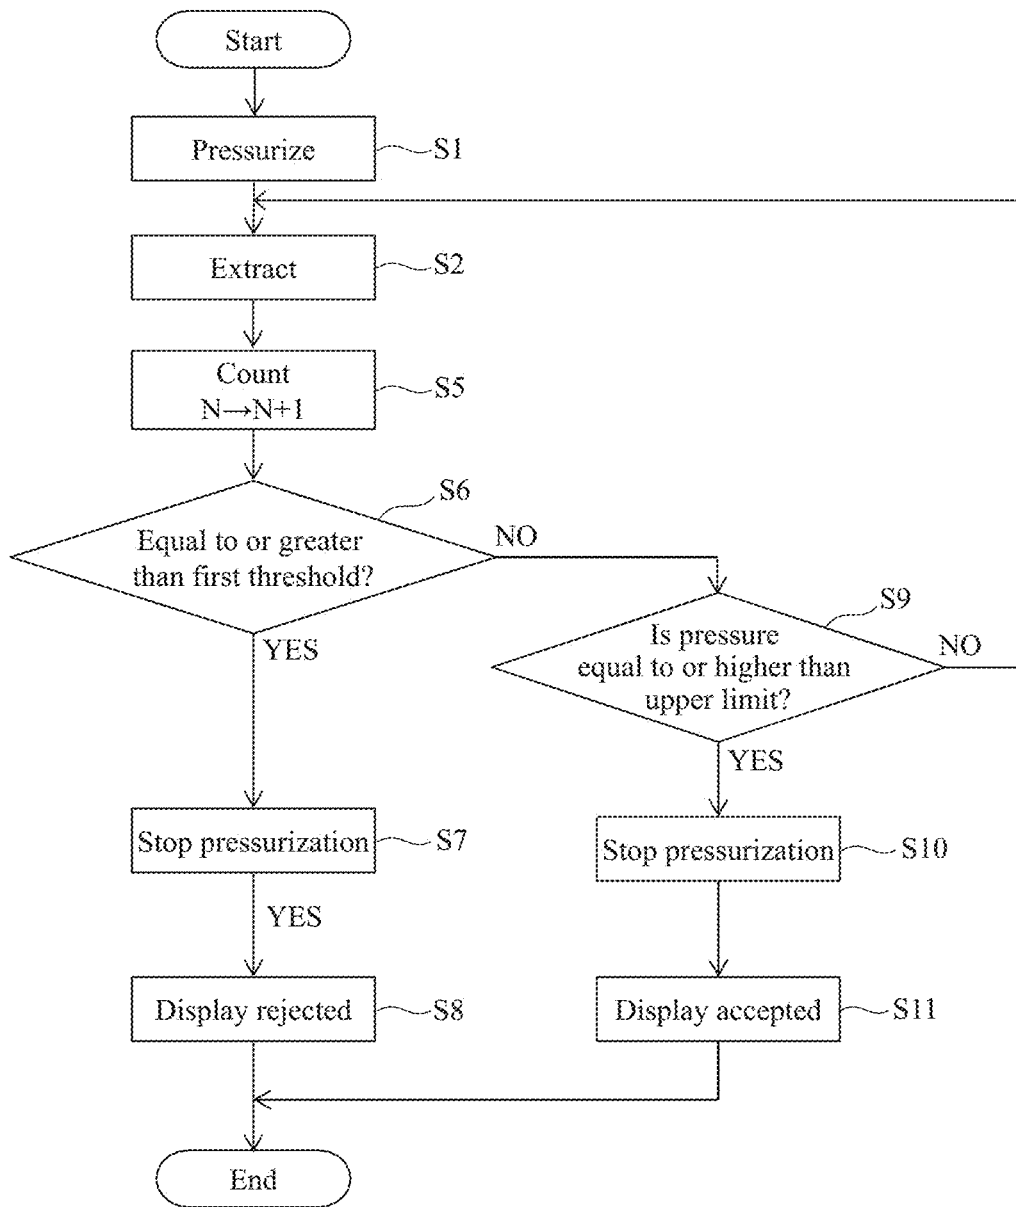 Start
Pressurize
S1
Extract
S2
Count
N→N+1
S5
S6
Equal to or greater
than first threshold?
NO
YES
S9
Is pressure
equal to or higher than
upper limit?
NO
YES
Stop pressurization
S7
Stop pressurization
S10
YES
Display rejected
S8
Display accepted
S11
End